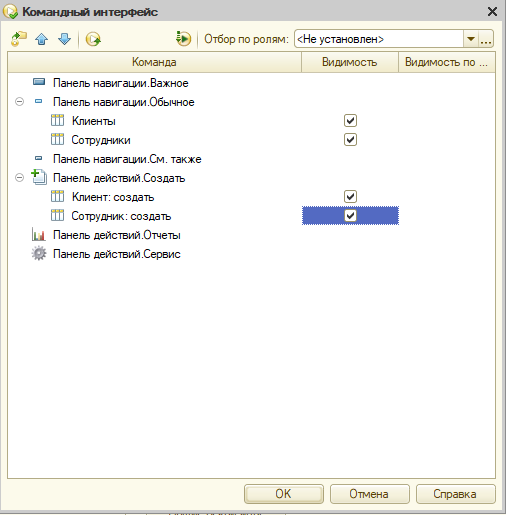 Командный интерфейс
Отбор по ролям: <Не установлен>
Команда Видимость Видимость по ...
Панель навигации.Важное
Панель навигации.Обычное
Клиенты
Сотрудники
Панель навигации.См. также
Панель действий.Создать
Клиент: создать
Сотрудник: создать
Панель действий.Отчеты
Панель действий.Сервис
OK Отмена Справка